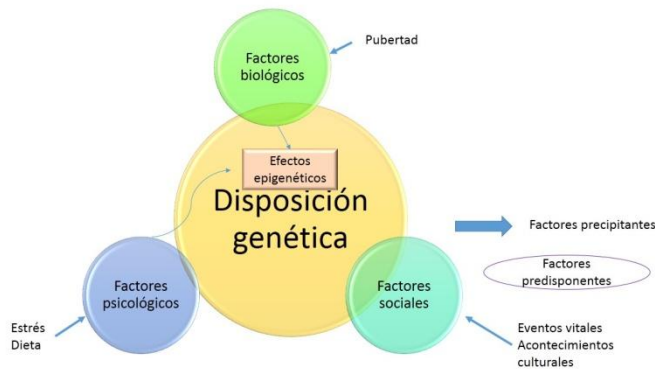 Factores
biológicos
Pubertad
Efectos
epigenéticos
Disposición
genética
Factores precipitantes
Factores
predisponentes
Factores
psicológicos
Factores
sociales
Estrés
Dieta
Eventos vitales
Acontecimientos
culturales